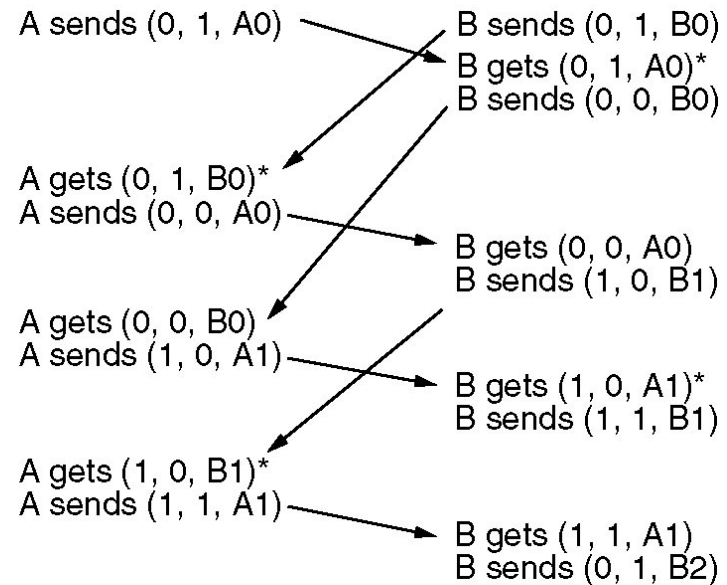 A sends (0, 1, A0)
B sends (0, 1, B0)
B gets (0, 1, A0)*
B sends (0, 0, B0)
A gets (0, 1, B0)*
A sends (0, 0, A0)
B gets (0, 0, A0)
B sends (1, 0, B1)
A gets (0, 0, B0)
A sends (1, 0, A1)
B gets (1, 0, A1)*
B sends (1, 1, B1)
A gets (1, 0, B1)*
A sends (1, 1, A1)
B gets (1, 1, A1)
B sends (0, 1, B2)